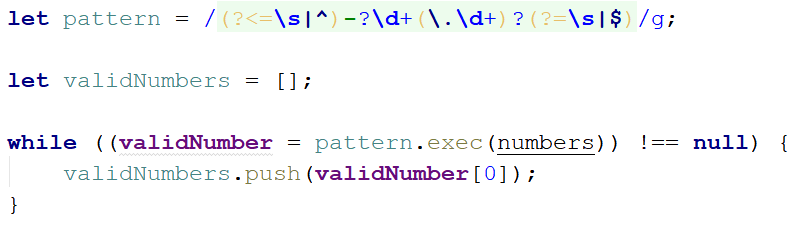 let pattern = /(?<=\s|^)-?\d+(\.\d+)?(?=\s|$)/g;
let validNumbers = [];
while ((validNumber = pattern.exec(numbers)) !== null) {
    validNumbers.push(validNumber[0]);
}